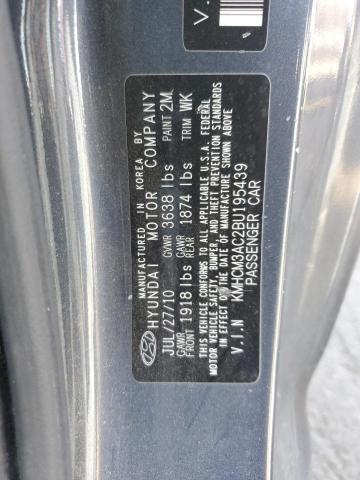 MANUFACTURED IN KOREA BY
HYUNDAI MOTOR COMPANY
JUL/27/10 GVWR 3638 lbs PAINT 2M
GAWR FRONT 1918 lbs GAWR REAR 1874 lbs TRIM WK
THIS VEHICLE CONFORMS TO ALL APPLICABLE U.S.A. FEDERAL
MOTOR VEHICLE SAFETY, BUMPER, AND THEFT PREVENTION STANDARDS
IN EFFECT ON THE DATE OF MANUFACTURE SHOWN ABOVE
V.I.N KMHCM3AC2BU195439
PASSENGER CAR
V.